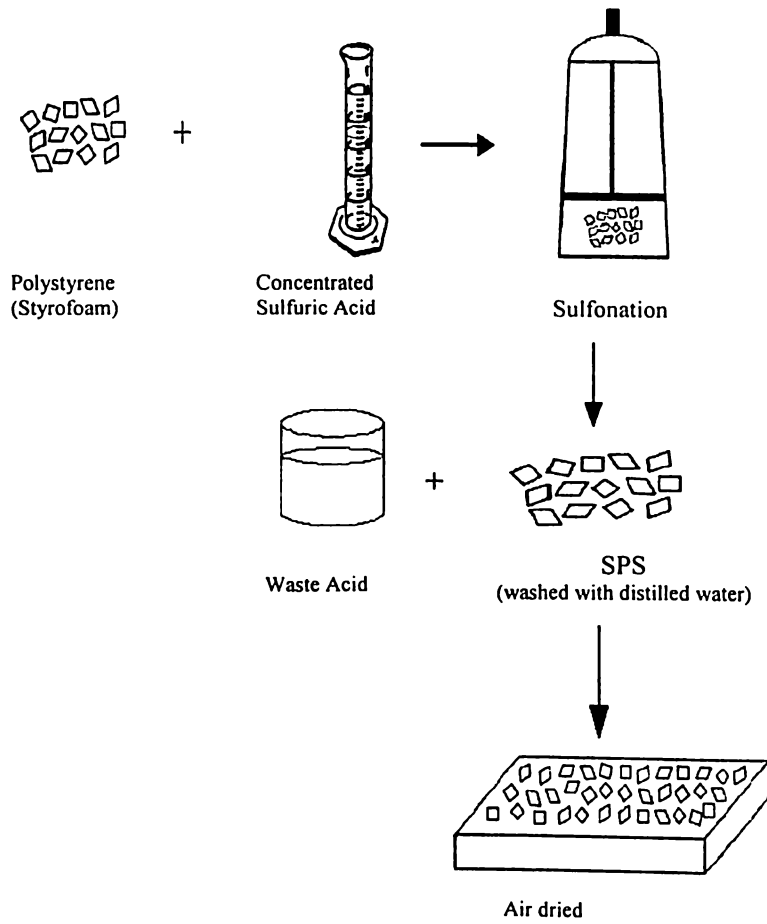 +
Polystyrene
(Styrofoam)
Concentrated
Sulfuric Acid
Sulfonation
+
Waste Acid
SPS
(washed with distilled water)
Air dried